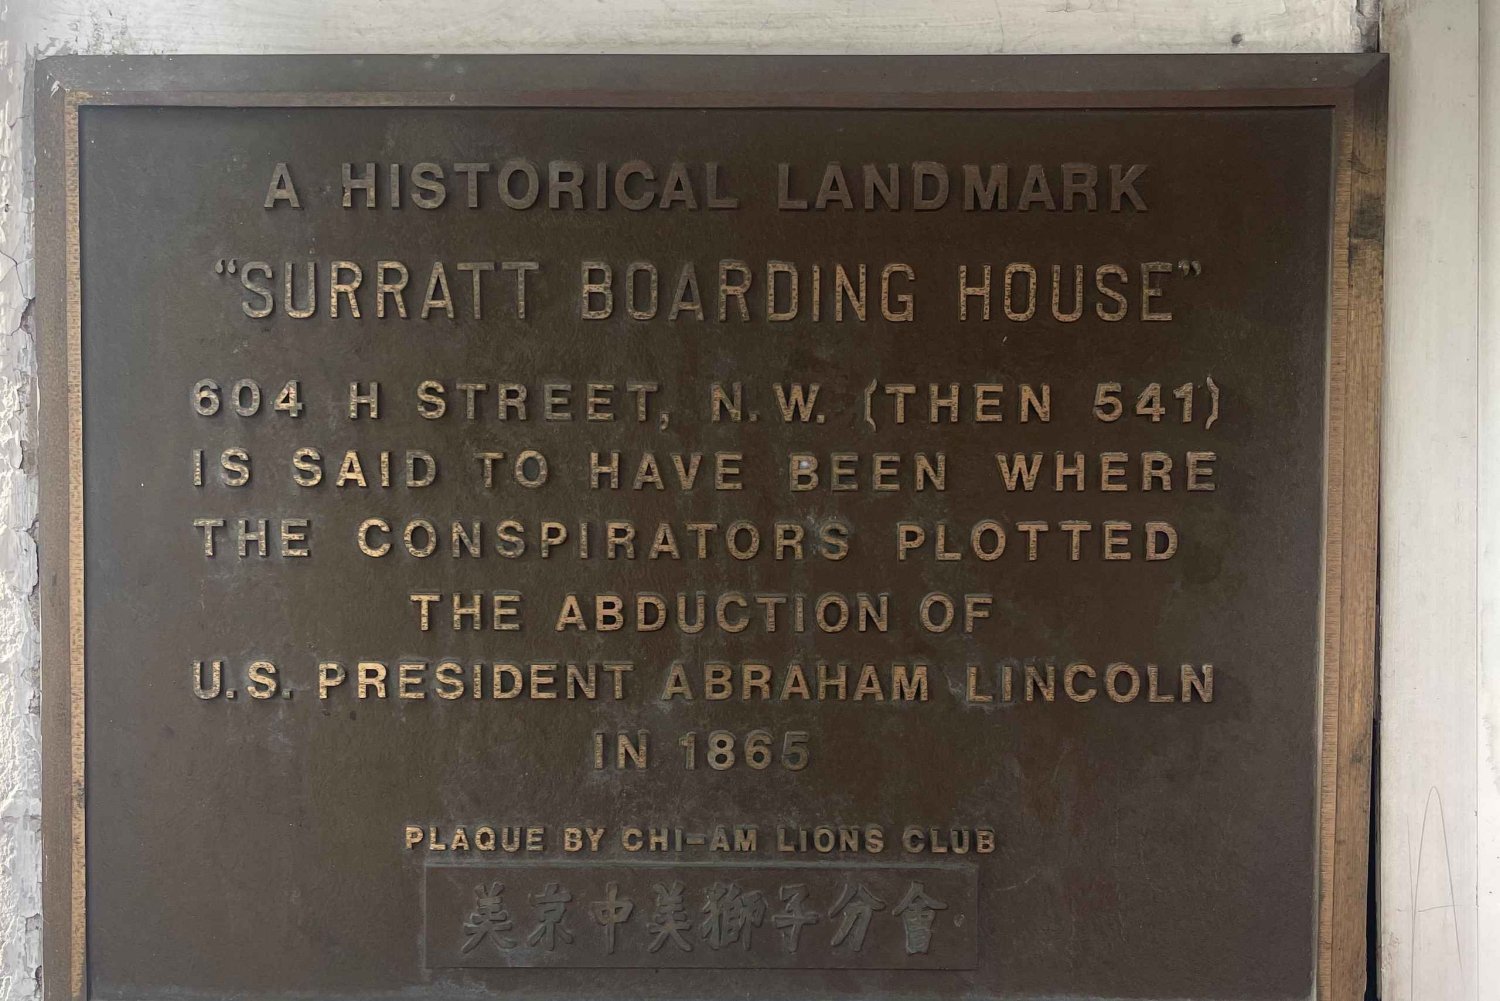 A HISTORICAL LANDMARK
“SURRATT BOARDING HOUSE”
604 H STREET, N.W. (THEN 541)
IS SAID TO HAVE BEEN WHERE
THE CONSPIRATORS PLOTTED
THE ABDUCTION OF
U.S. PRESIDENT ABRAHAM LINCOLN
IN 1865
PLAQUE BY CHI-AM LIONS CLUB
美京中美獅子分會